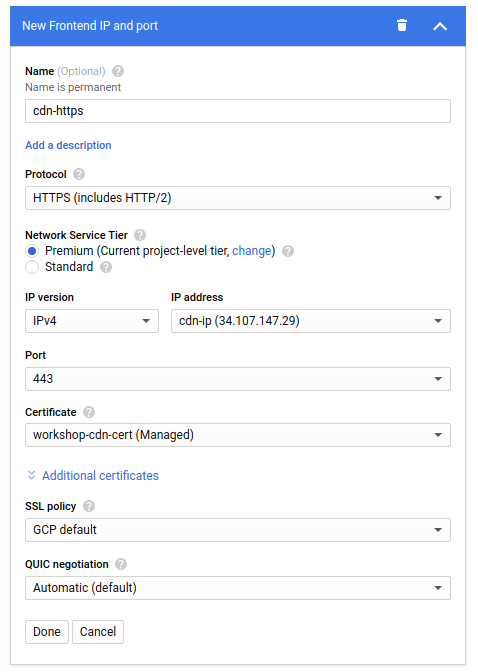 New Frontend IP and port
Name (Optional)
Name is permanent
cdn-https
Add a description
Protocol
HTTPS (includes HTTP/2)
Network Service Tier
Premium (Current project-level tier, change)
Standard
IP version IP address
IPv4 cdn-ip (34.107.147.29)
Port
443
Certificate
workshop-cdn-cert (Managed)
Additional certificates
SSL policy
GCP default
QUIC negotiation
Automatic (default)
Done Cancel